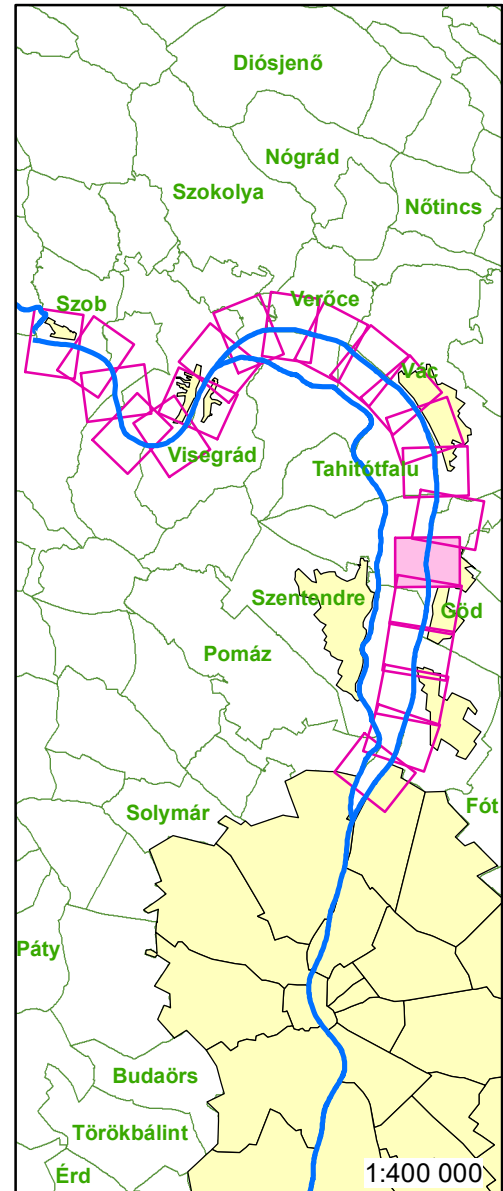 Diósjenő
Nógrád
Szokolya
Nőtincs
Szob
Verőce
Vác
Visegrád
Tahitótfalu
Szentendre
Göd
Pomáz
Solymár
Fót
Páty
Budaörs
Törökbálint
Érd
1:400 000